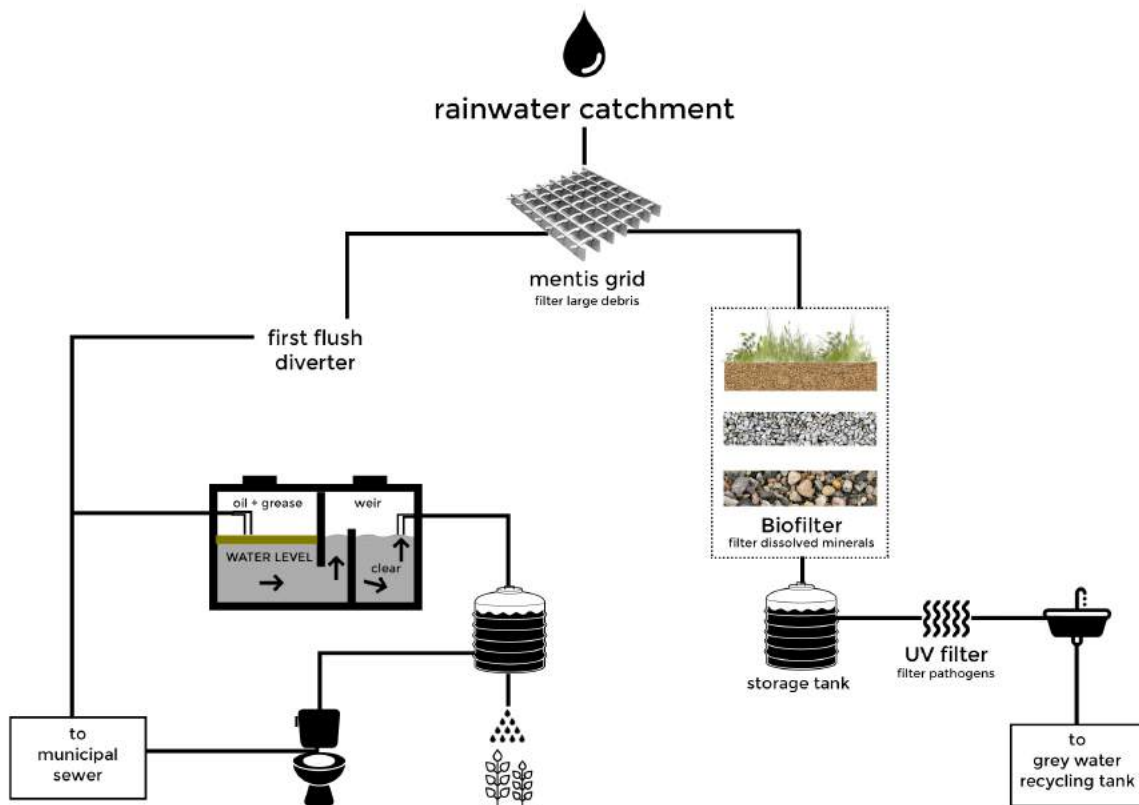 rainwater catchment
mentis grid
filter large debris
first flush
diverter
oil + grease
weir
WATER LEVEL
clear
Biofilter
filter dissolved minerals
storage tank
UV filter
filter pathogens
to
municipal
sewer
to
grey water
recycling tank